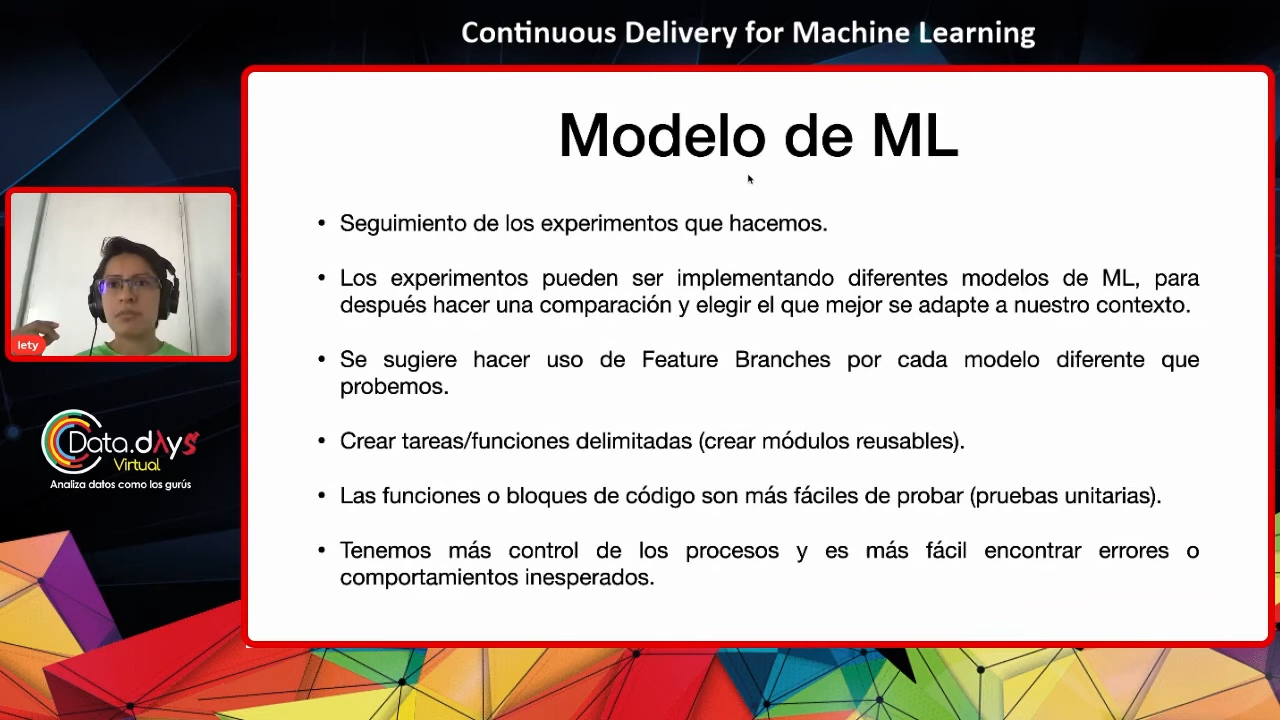 Continuous Delivery for Machine Learning
Modelo de ML
• Seguimiento de los experimentos que hacemos.
• Los experimentos pueden ser implementando diferentes modelos de ML, para
después hacer una comparación y elegir el que mejor se adapte a nuestro contexto.
• Se sugiere hacer uso de Feature Branches por cada modelo diferente que
probemos.
• Crear tareas/funciones delimitadas (crear módulos reusables).
• Las funciones o bloques de código son más fáciles de probar (pruebas unitarias).
• Tenemos más control de los procesos y es más fácil encontrar errores o
comportamientos inesperados.
lety
Data.dAys
Virtual
Analiza datos como los gurús